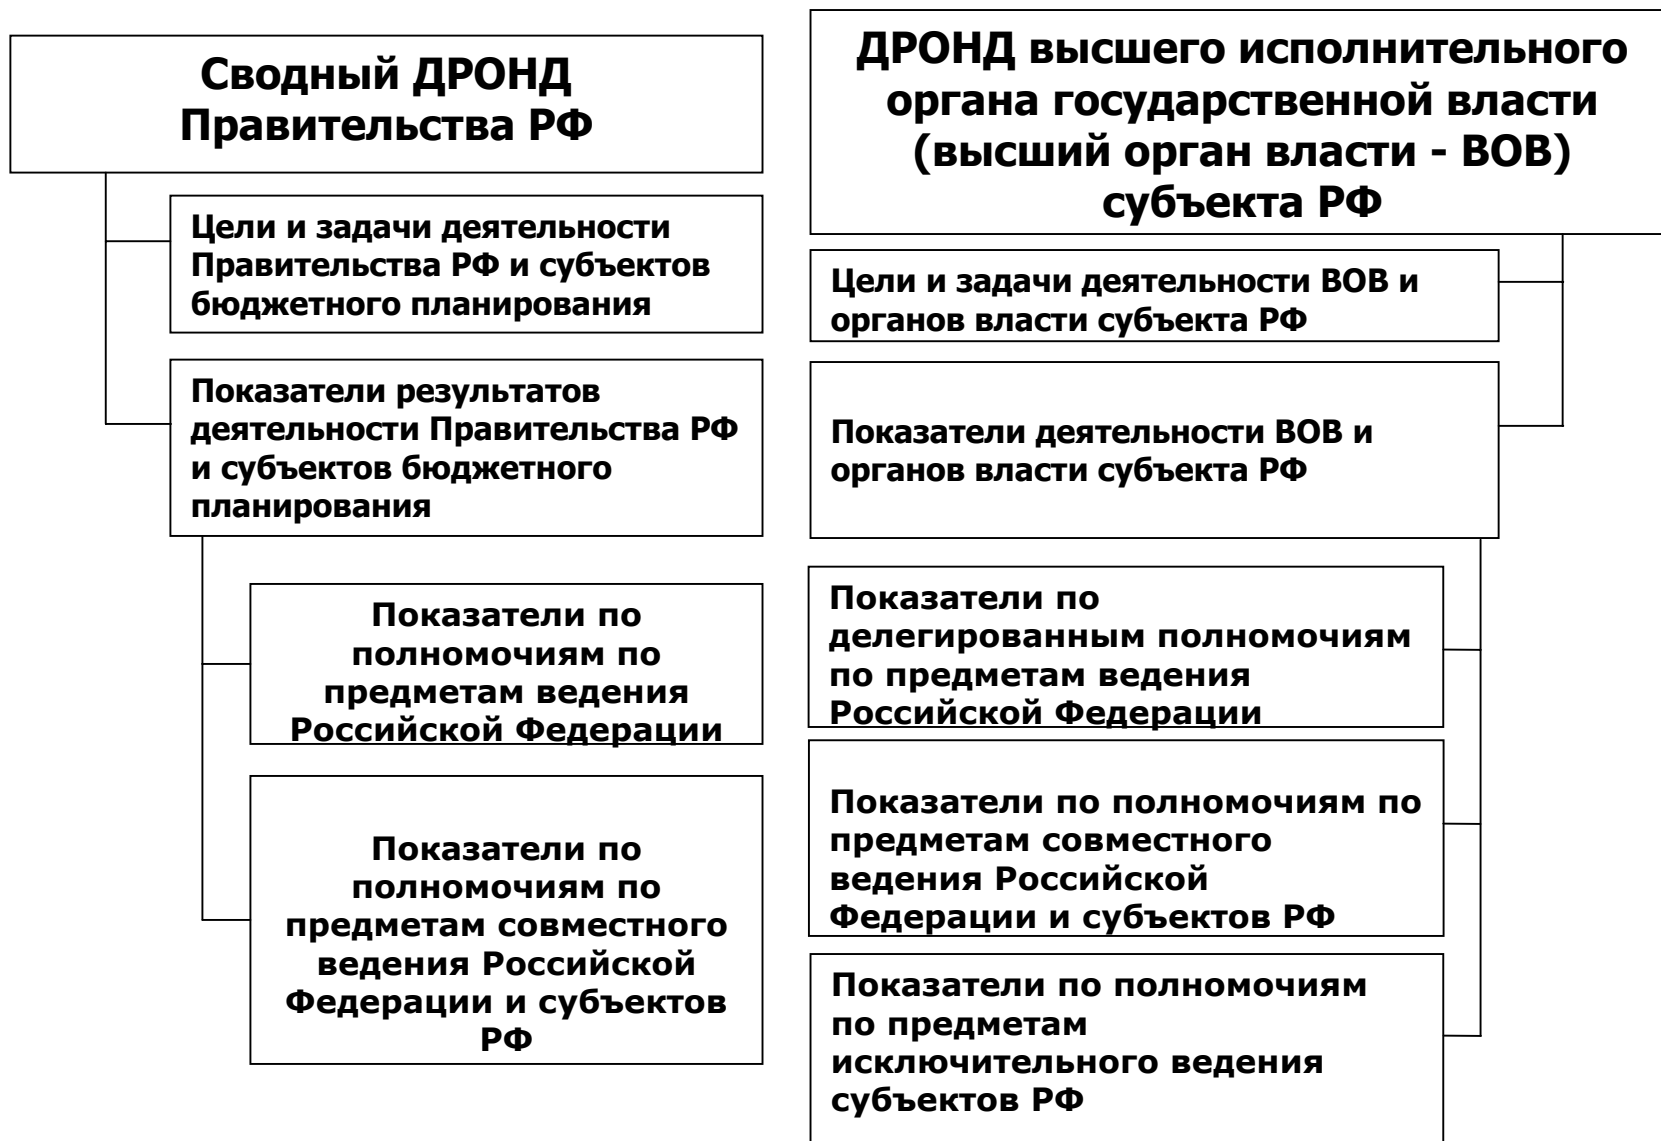 Сводный ДРОНД
Правительства РФ
Цели и задачи деятельности
Правительства РФ и субъектов
бюджетного планирования
Показатели результатов
деятельности Правительства РФ
и субъектов бюджетного
планирования
Показатели по
полномочиям по
предметам ведения
Российской Федерации
Показатели по
полномочиям по
предметам совместного
ведения Российской
Федерации и субъектов
РФ
ДРОНД высшего исполнительного
органа государственной власти
(высший орган власти - ВОВ)
субъекта РФ
Цели и задачи деятельности ВОВ и
органов власти субъекта РФ
Показатели деятельности ВОВ и
органов власти субъекта РФ
Показатели по
делегированным полномочиям
по предметам ведения
Российской Федерации
Показатели по полномочиям по
предметам совместного
ведения Российской
Федерации и субъектов РФ
Показатели по полномочиям
по предметам
исключительного ведения
субъектов РФ